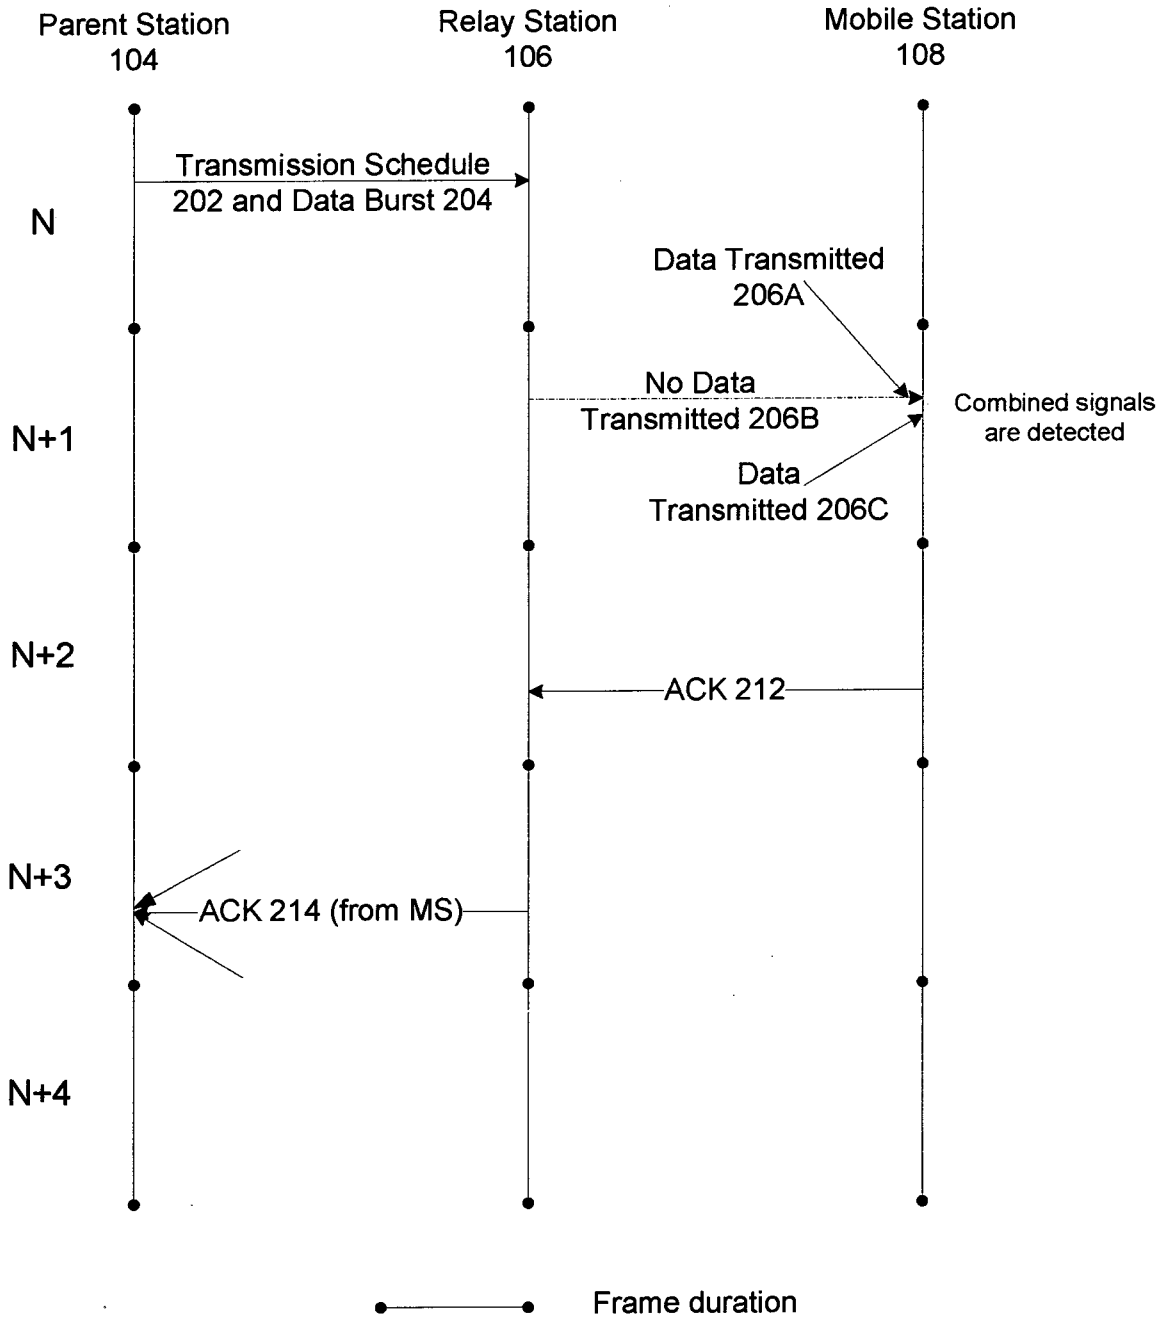 Parent Station
104
Relay Station
106
Mobile Station
108
Transmission Schedule
202 and Data Burst 204
N
Data Transmitted
206A
No Data
Transmitted 206B
Combined signals
are detected
N+1
Data
Transmitted 206C
N+2
ACK 212
N+3
ACK 214 (from MS)
N+4
Frame duration